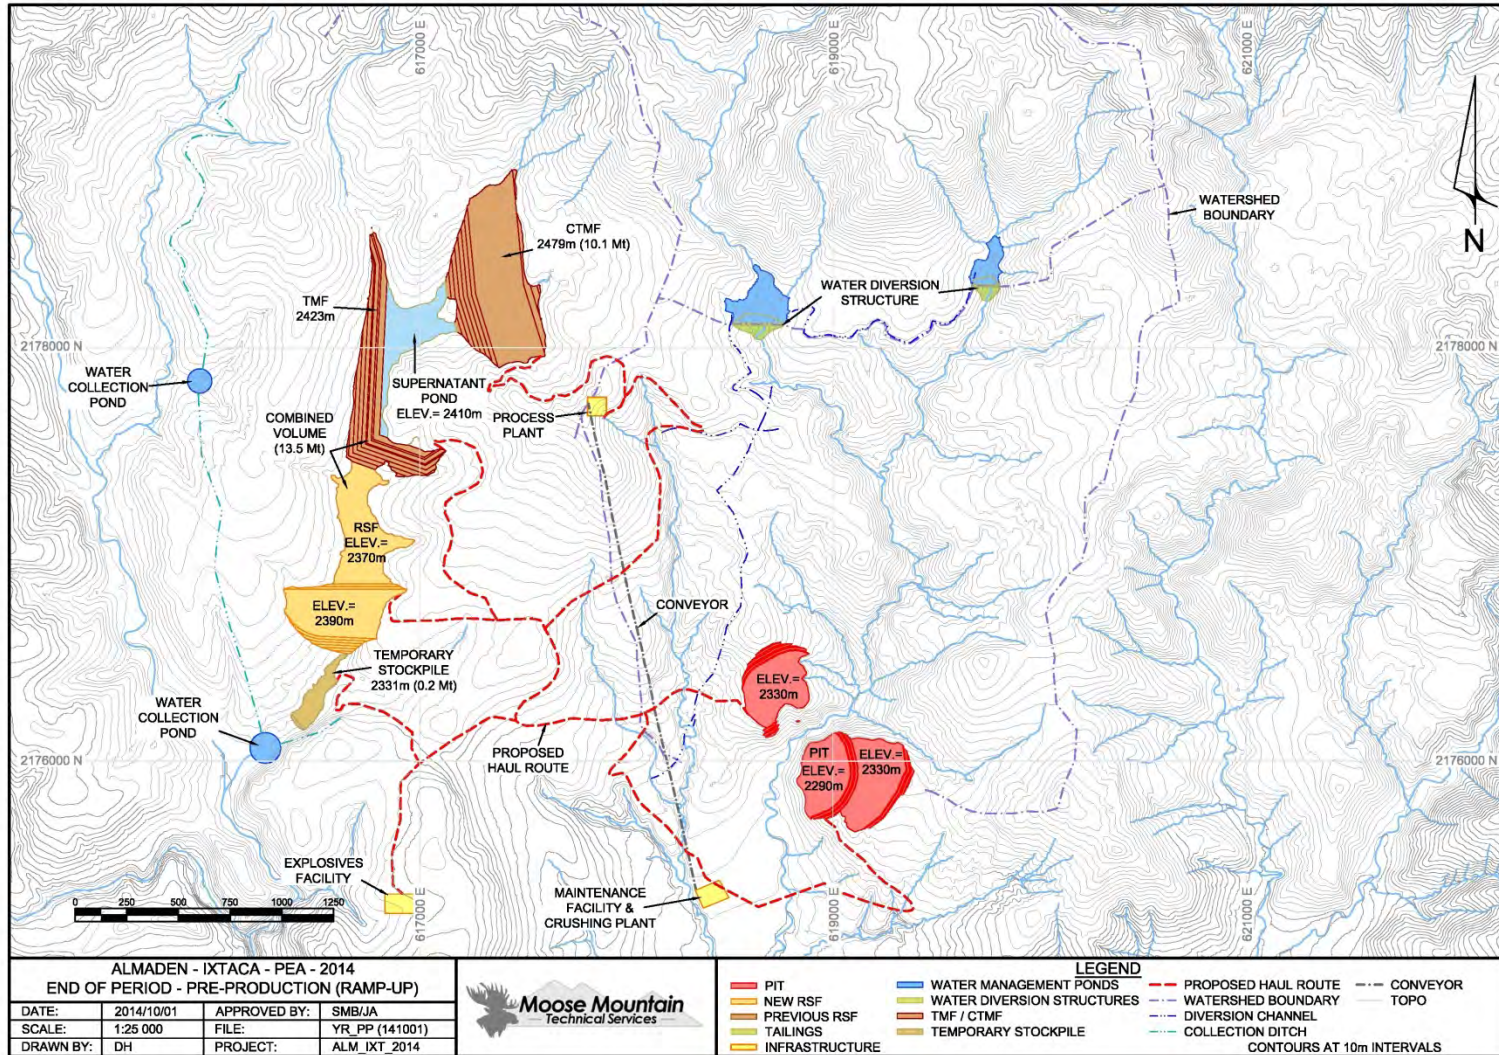 617000 E
619000 E
621000 E
WATERSHED
BOUNDARY
N
CTMF
2479m (10.1 Mt)
WATER DIVERSION
STRUCTURE
TMF
2423m
2178000 N
2178000 N
WATER
COLLECTION
POND
SUPERNATANT
POND
ELEV.= 2410m
PROCESS
PLANT
COMBINED
VOLUME
(13.5 Mt)
RSF
ELEV.=
2370m
ELEV.=
2390m
CONVEYOR
TEMPORARY
STOCKPILE
2331m (0.2 Mt)
ELEV.=
2330m
WATER
COLLECTION
POND
PROPOSED
HAUL ROUTE
PIT
ELEV.=
2290m
ELEV.=
2330m
2176000 N
2176000 N
EXPLOSIVES
FACILITY
MAINTENANCE
FACILITY &
CRUSHING PLANT
617000 E
619000 E
621000 E
0 250 500 750 1000 1250
ALMADEN - IXTACA - PEA - 2014
END OF PERIOD - PRE-PRODUCTION (RAMP-UP)
DATE: 2014/10/01 APPROVED BY: SMB/JA
SCALE: 1:25 000 FILE: YR_PP (141001)
DRAWN BY: DH PROJECT: ALM_IXT_2014
Moose Mountain
Technical Services
LEGEND
PIT
NEW RSF
PREVIOUS RSF
TAILINGS
INFRASTRUCTURE
WATER MANAGEMENT PONDS
WATER DIVERSION STRUCTURES
TMF / CTMF
TEMPORARY STOCKPILE
PROPOSED HAUL ROUTE
WATERSHED BOUNDARY
DIVERSION CHANNEL
COLLECTION DITCH
CONVEYOR
TOPO
CONTOURS AT 10m INTERVALS